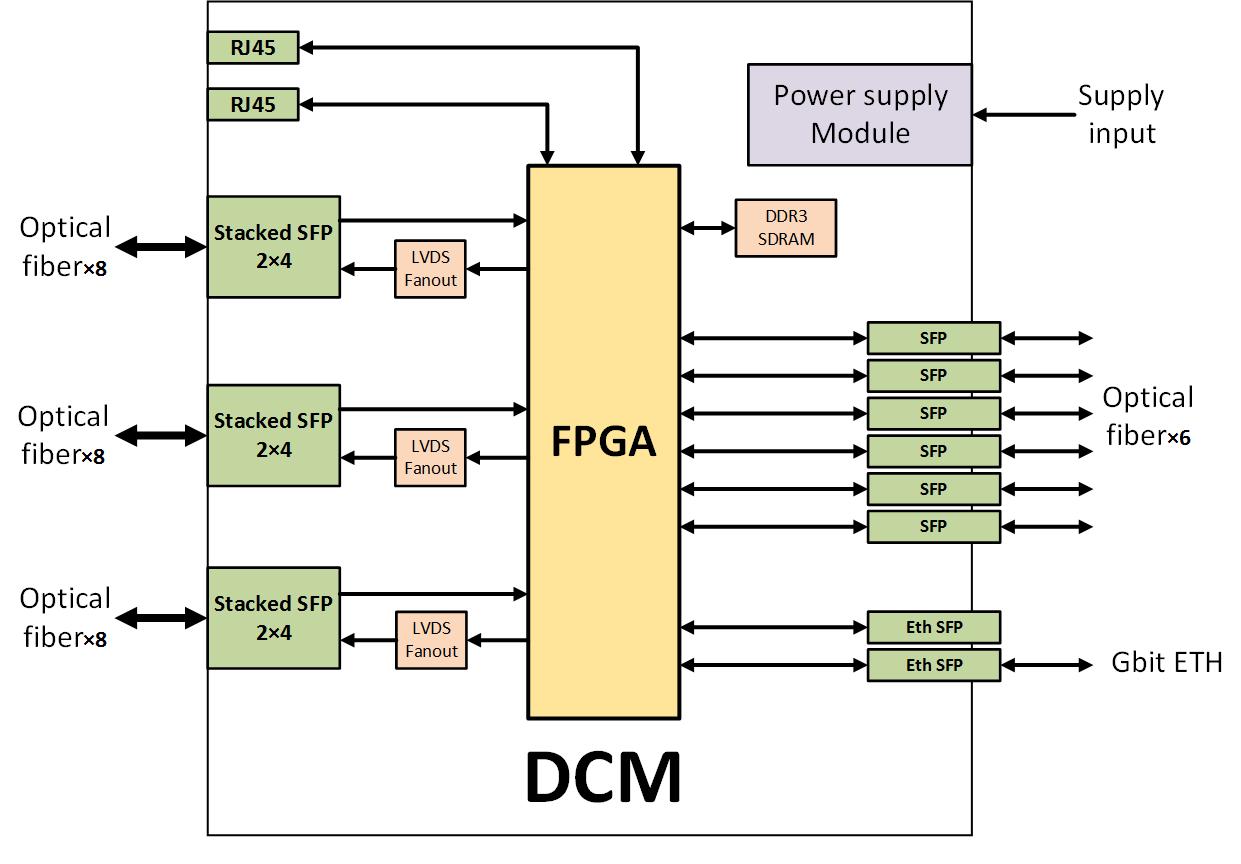 RJ45
RJ45
Power supply
Module
Supply
input
Optical
fiber×8
Stacked SFP
2×4
LVDS
Fanout
DDR3
SDRAM
Optical
fiber×8
Stacked SFP
2×4
LVDS
Fanout
FPGA
SFP
SFP
SFP
SFP
SFP
SFP
Optical
fiber×6
Optical
fiber×8
Stacked SFP
2×4
LVDS
Fanout
Eth SFP
Eth SFP
Gbit ETH
DCM